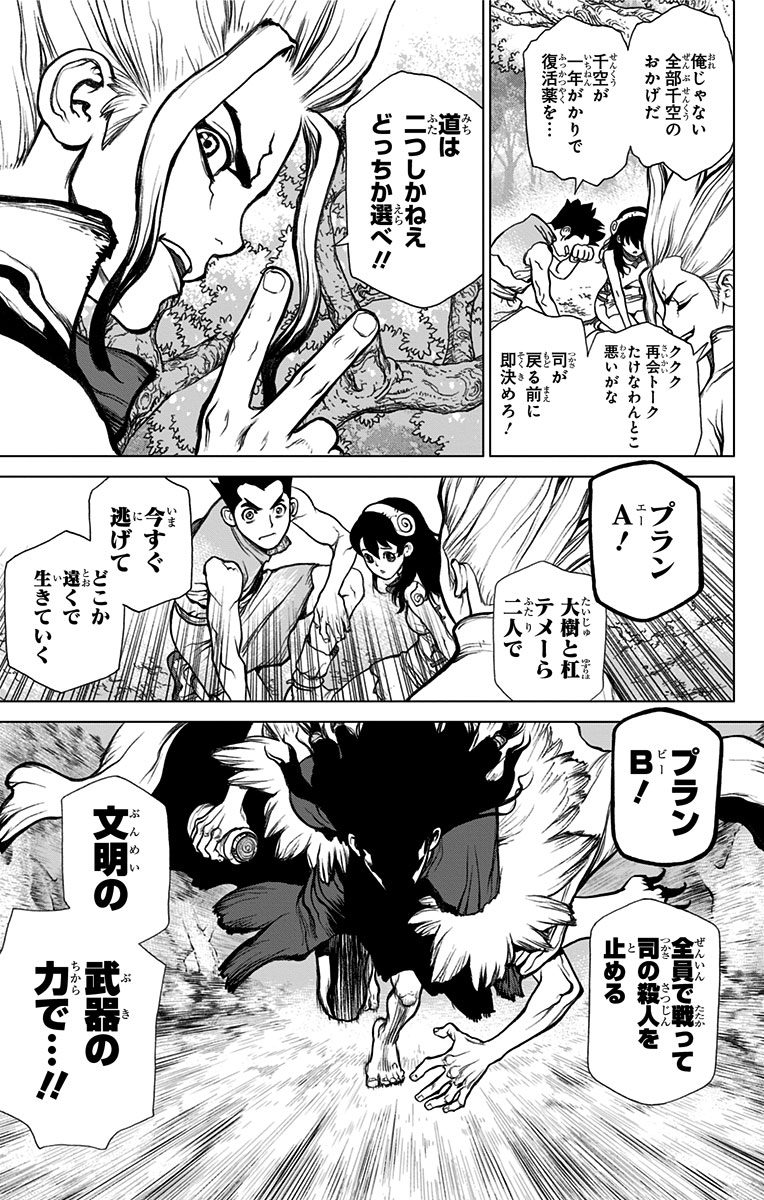 俺じゃない
全部千空の
おかげだ
千空が
一年がかりで
復活薬を…
ククク
再会トーク
たけなわんとこ
悪いがな
司が
戻る前に
即決めろ!
道は
二つしかねえ
どっちか選べ!!
プラン
A!
大樹と杠
テメーら
二人で
今すぐ
逃げて
どこか
遠くで
生きていく
プラン
B!
全員で戦って
司の殺人を
止める
文明の
武器の
力で…!!